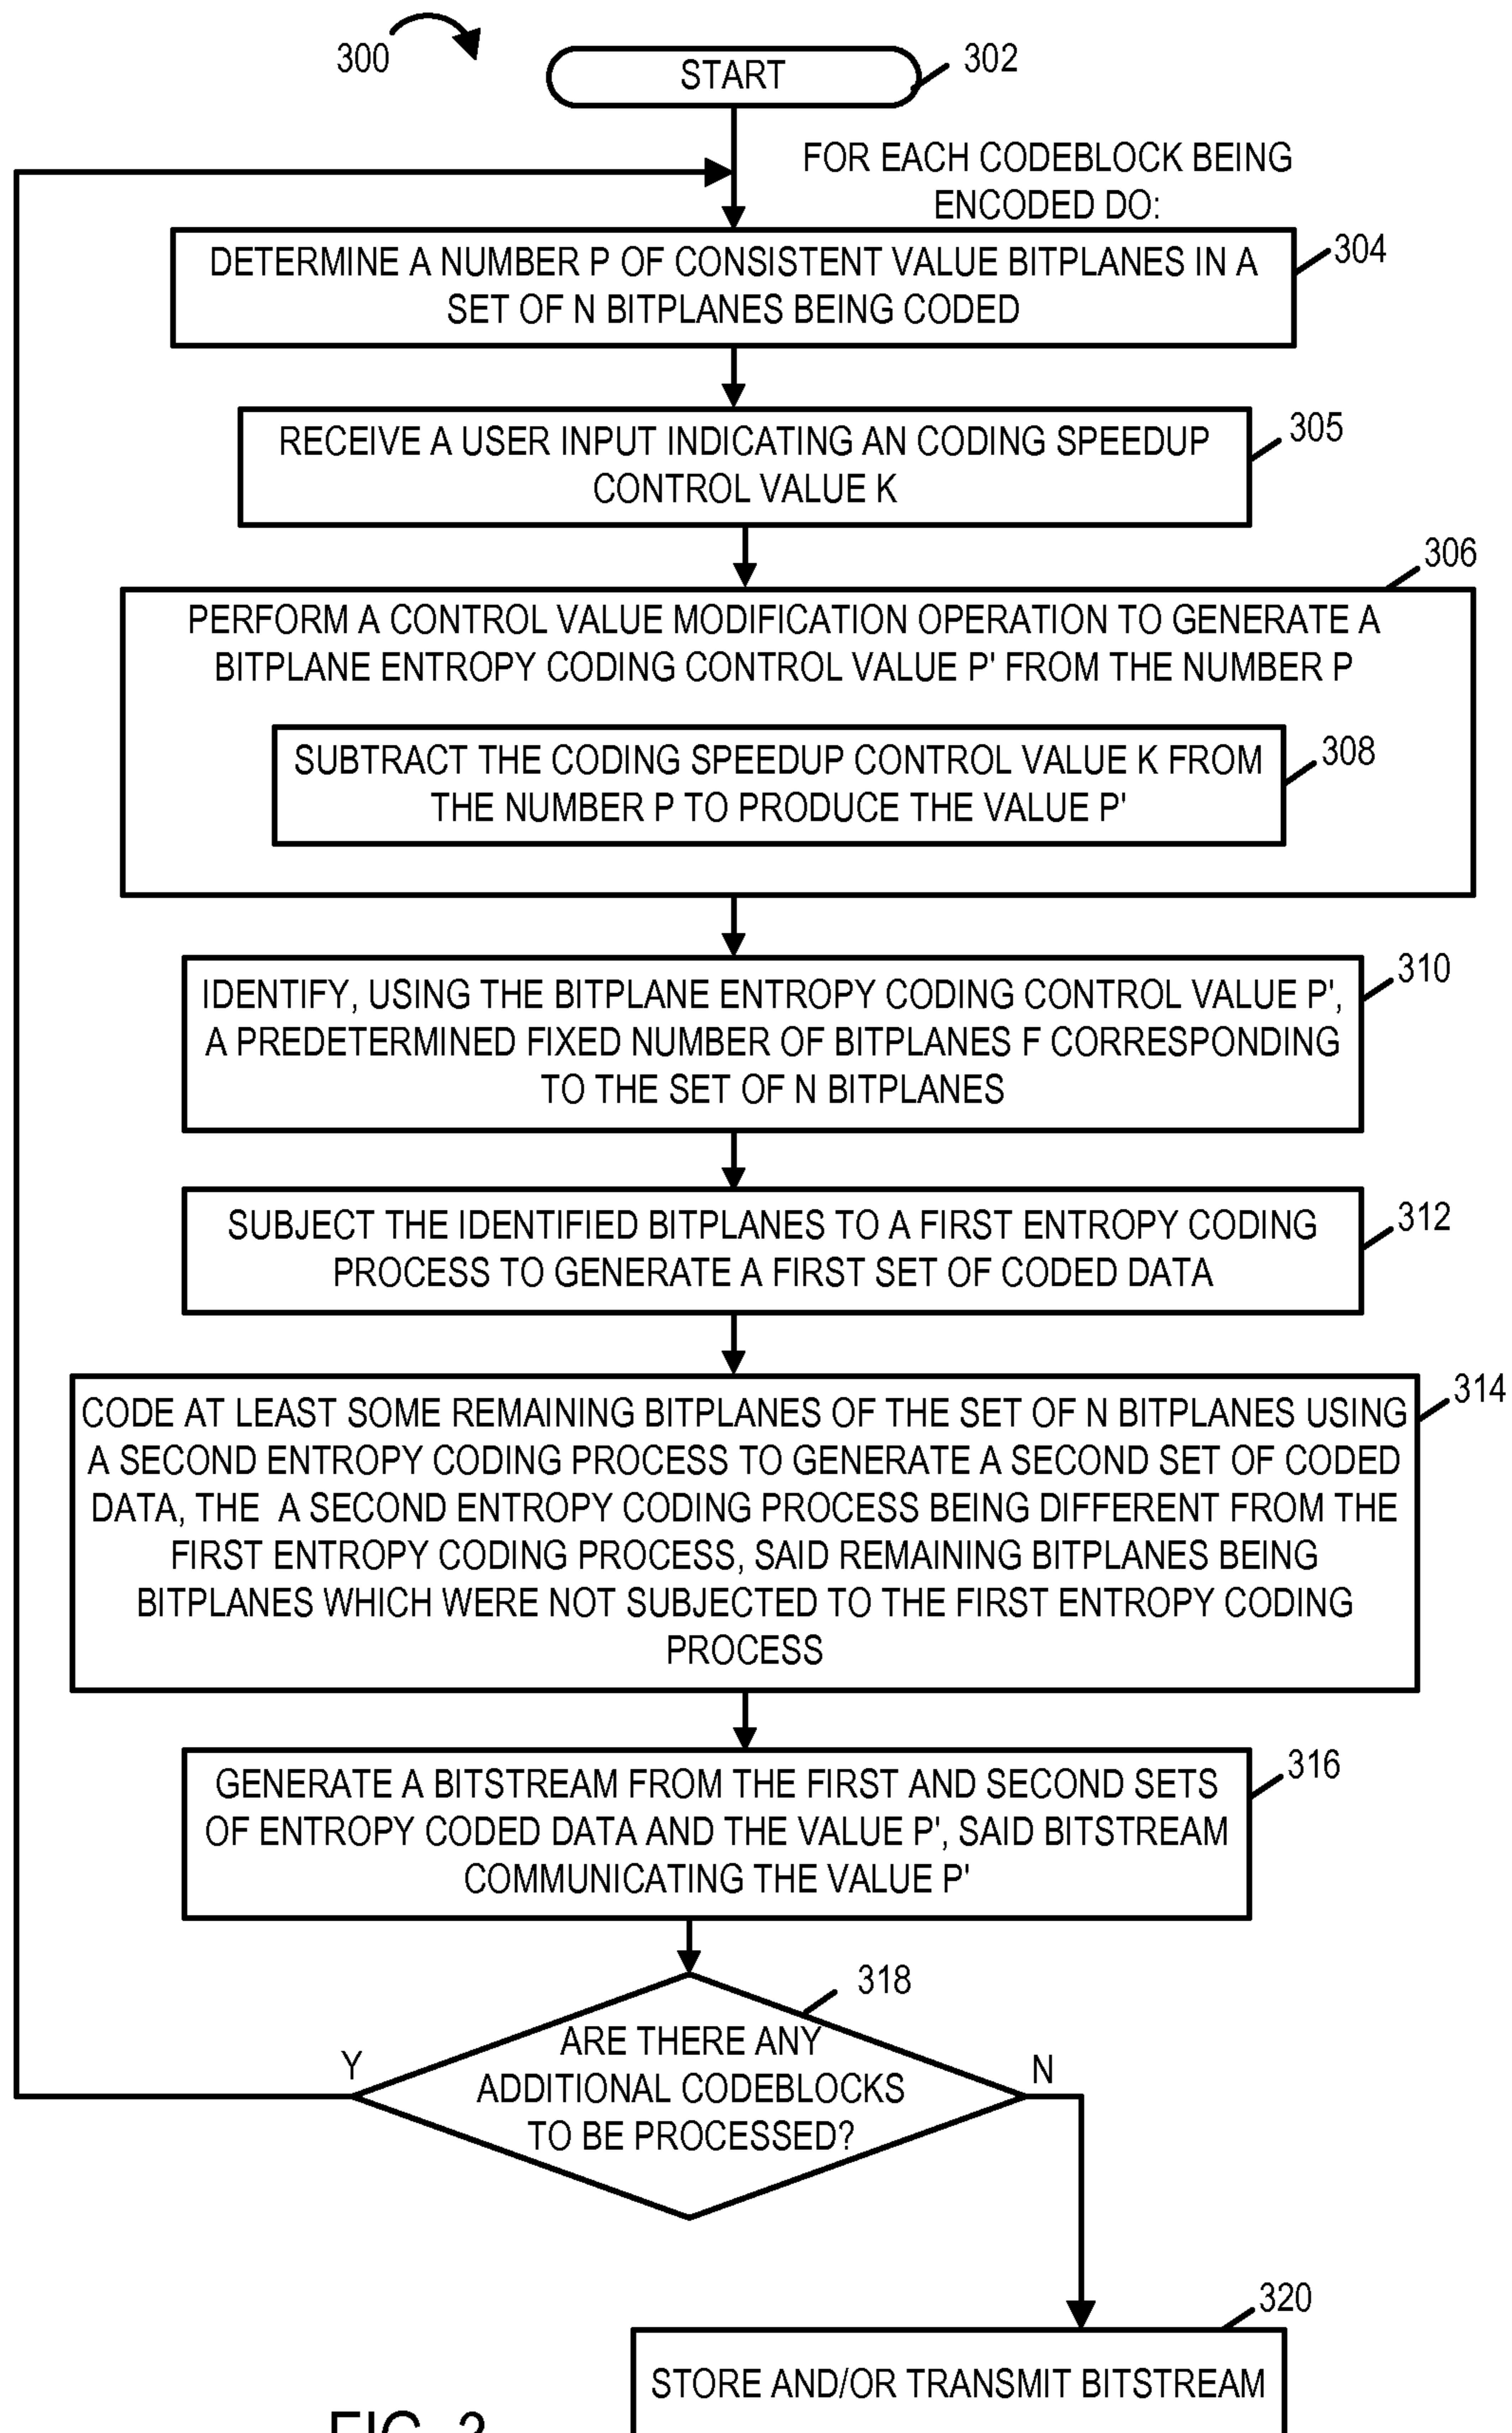 300
START
302
FOR EACH CODEBLOCK BEING
ENCODED DO:
DETERMINE A NUMBER P OF CONSISTENT VALUE BITPLANES IN A
SET OF N BITPLANES BEING CODED
304
RECEIVE A USER INPUT INDICATING AN CODING SPEEDUP
CONTROL VALUE K
305
306
PERFORM A CONTROL VALUE MODIFICATION OPERATION TO GENERATE A
BITPLANE ENTROPY CODING CONTROL VALUE P' FROM THE NUMBER P
SUBTRACT THE CODING SPEEDUP CONTROL VALUE K FROM
THE NUMBER P TO PRODUCE THE VALUE P'
308
IDENTIFY, USING THE BITPLANE ENTROPY CODING CONTROL VALUE P',
A PREDETERMINED FIXED NUMBER OF BITPLANES F CORRESPONDING
TO THE SET OF N BITPLANES
310
SUBJECT THE IDENTIFIED BITPLANES TO A FIRST ENTROPY CODING
PROCESS TO GENERATE A FIRST SET OF CODED DATA
312
CODE AT LEAST SOME REMAINING BITPLANES OF THE SET OF N BITPLANES USING
A SECOND ENTROPY CODING PROCESS TO GENERATE A SECOND SET OF CODED
DATA, THE A SECOND ENTROPY CODING PROCESS BEING DIFFERENT FROM THE
FIRST ENTROPY CODING PROCESS, SAID REMAINING BITPLANES BEING
BITPLANES WHICH WERE NOT SUBJECTED TO THE FIRST ENTROPY CODING
PROCESS
314
GENERATE A BITSTREAM FROM THE FIRST AND SECOND SETS
OF ENTROPY CODED DATA AND THE VALUE P', SAID BITSTREAM
COMMUNICATING THE VALUE P'
316
318
ARE THERE ANY
ADDITIONAL CODEBLOCKS
TO BE PROCESSED?
Y
N
320
STORE AND/OR TRANSMIT BITSTREAM
FIG.